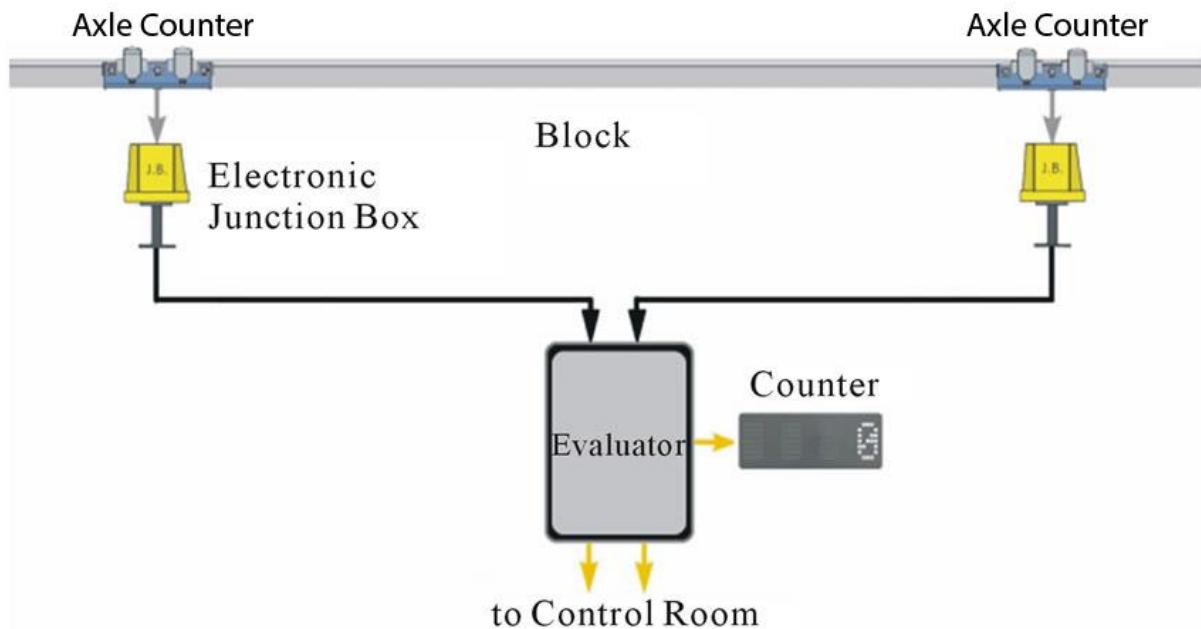 Axle Counter
Axle Counter
J.B.
J.B.
Block
Electronic
Junction Box
Counter
0
Evaluator
to Control Room